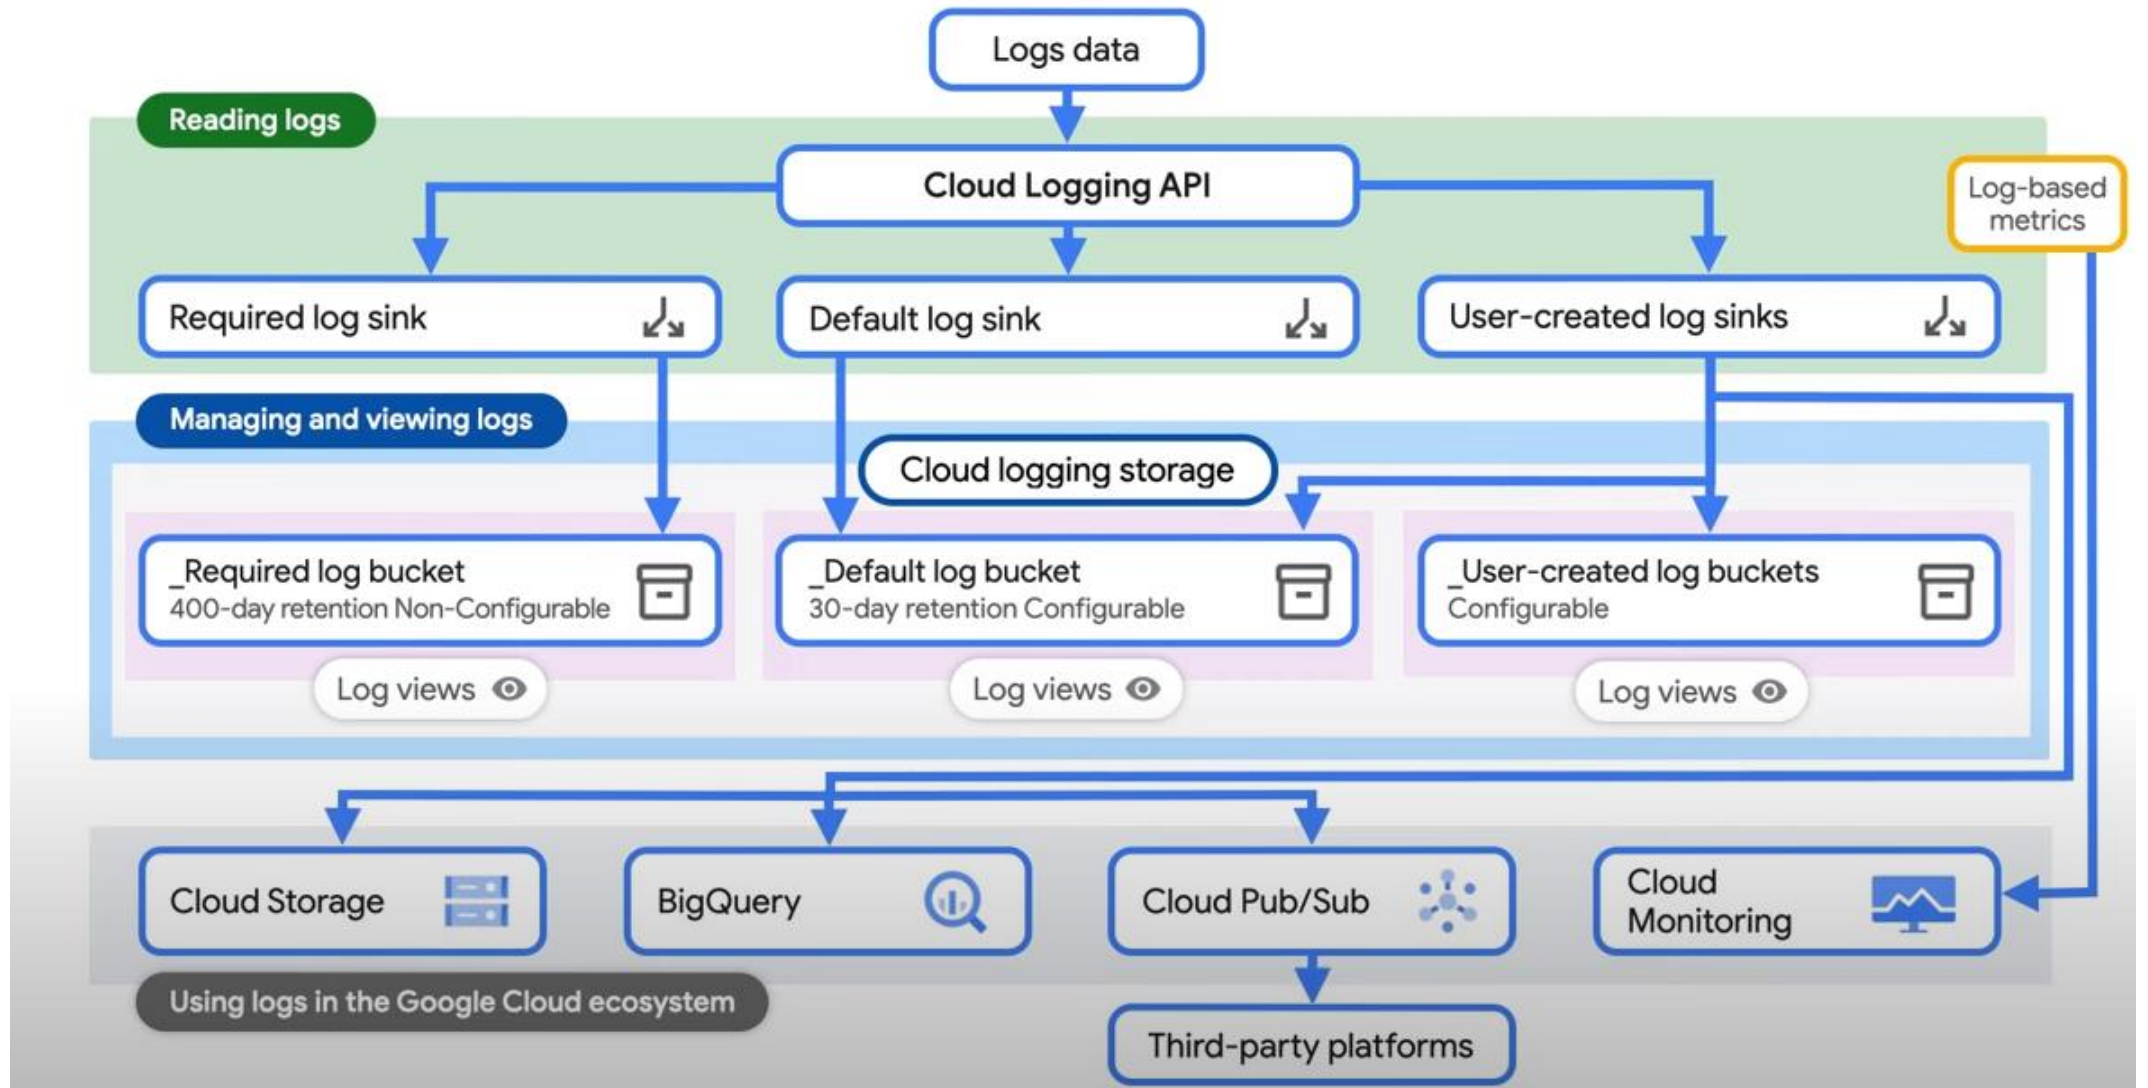 Logs data
Reading logs
Cloud Logging API
Log-based
metrics
Required log sink
Default log sink
User-created log sinks
Managing and viewing logs
Cloud logging storage
_Required log bucket
400-day retention Non-Configurable
_Default log bucket
30-day retention Configurable
_User-created log buckets
Configurable
Log views
Log views
Log views
Cloud Storage
BigQuery
Cloud Pub/Sub
Cloud
Monitoring
Using logs in the Google Cloud ecosystem
Third-party platforms